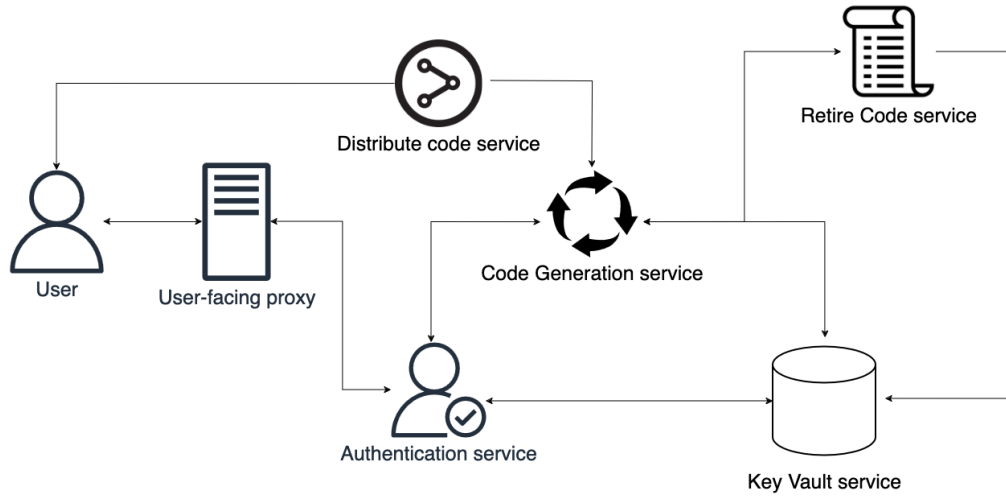 Retire Code service
Distribute code service
Code Generation service
User
User-facing proxy
Authentication service
Key Vault service